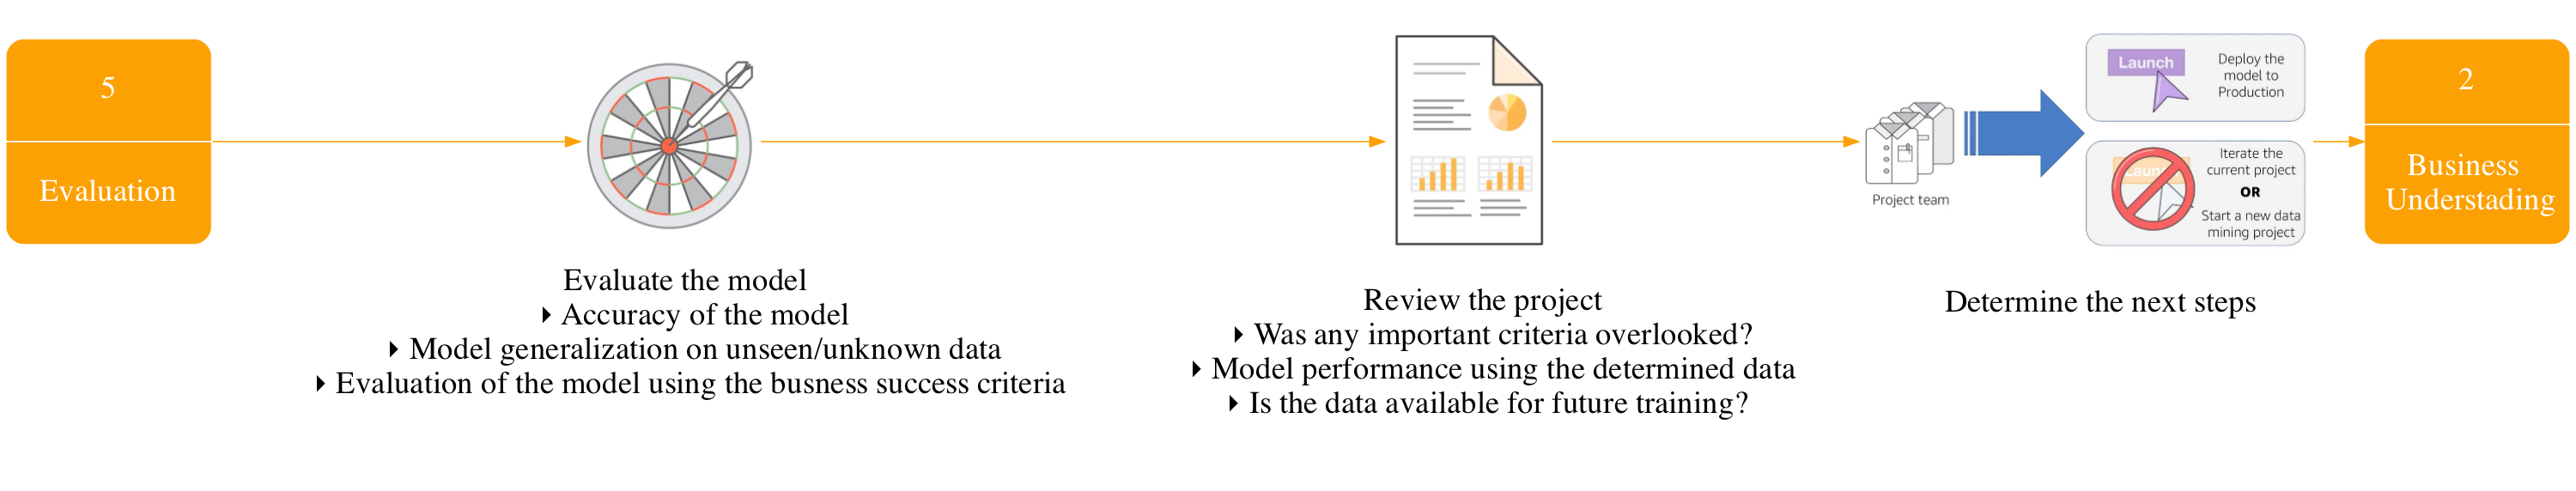 5
Evaluation
Evaluate the model
‣ Accuracy of the model
‣ Model generalization on unseen/unknown data
‣ Evaluation of the model using the busness success criteria
Review the project
‣ Was any important criteria overlooked?
‣ Model performance using the determined data
‣ Is the data available for future training?
Project team
Launch
Deploy the
model to
Production
Iterate the
current project
OR
Start a new data
mining project
Determine the next steps
2
Business
Understading